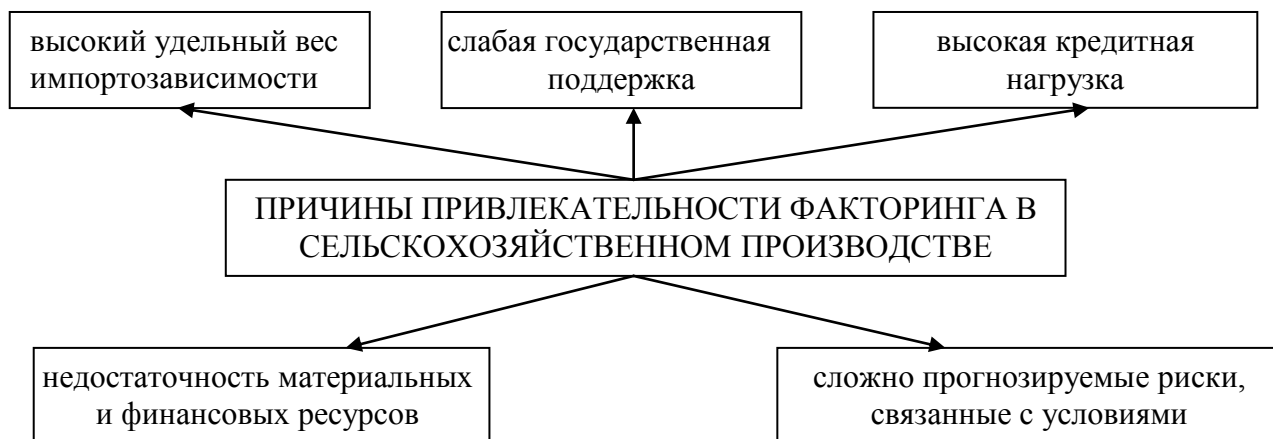 высокий удельный вес
импортозависимости
слабая государственная
поддержка
высокая кредитная
нагрузка
ПРИЧИНЫ ПРИВЛЕКАТЕЛЬНОСТИ ФАКТОРИНГА В
СЕЛЬСКОХОЗЯЙСТВЕННОМ ПРОИЗВОДСТВЕ
недостаточность материальных
и финансовых ресурсов
сложно прогнозируемые риски,
связанные с условиями